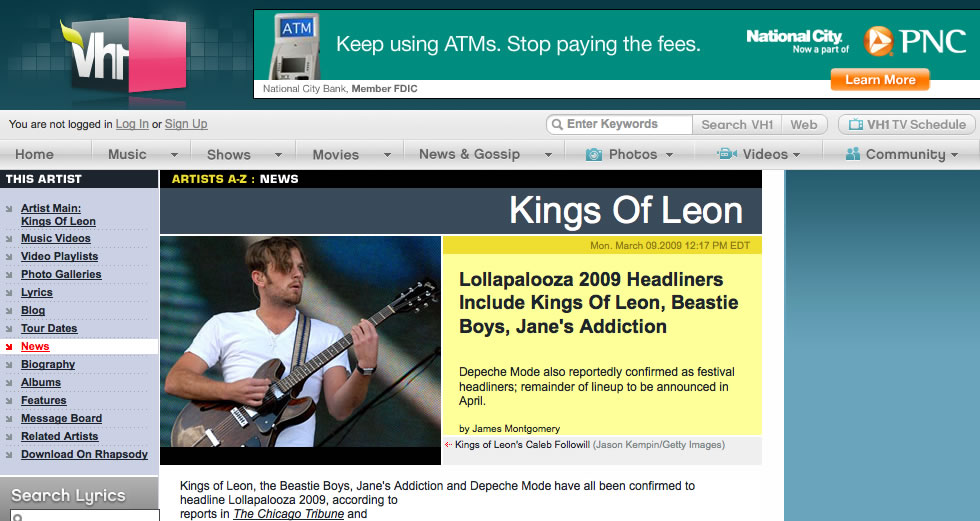 Vh1
ATM
Keep using ATMs. Stop paying the fees.
National City.
Now a part of
PNC
Learn More
National City Bank, Member FDIC
You are not logged in Log In or Sign Up
Enter Keywords
Search VH1
Web
VH1 TV Schedule
Home
Music
Shows
Movies
News & Gossip
Photos
Videos
Community
THIS ARTIST
Artist Main:
Kings Of Leon
Music Videos
Video Playlists
Photo Galleries
Lyrics
Blog
Tour Dates
News
Biography
Albums
Features
Message Board
Related Artists
Download On Rhapsody
Search Lyrics
ARTISTS A-Z : NEWS
Kings Of Leon
Mon. March 09.2009 12:17 PM EDT
Lollapalooza 2009 Headliners
Include Kings Of Leon, Beastie
Boys, Jane's Addiction
Depeche Mode also reportedly confirmed as festival
headliners; remainder of lineup to be announced in
April.
by James Montgomery
Kings of Leon's Caleb Followill (Jason Kempin/Getty Images)
Kings of Leon, the Beastie Boys, Jane's Addiction and Depeche Mode have all been confirmed to
headline Lollapalooza 2009, according to
reports in The Chicago Tribune and